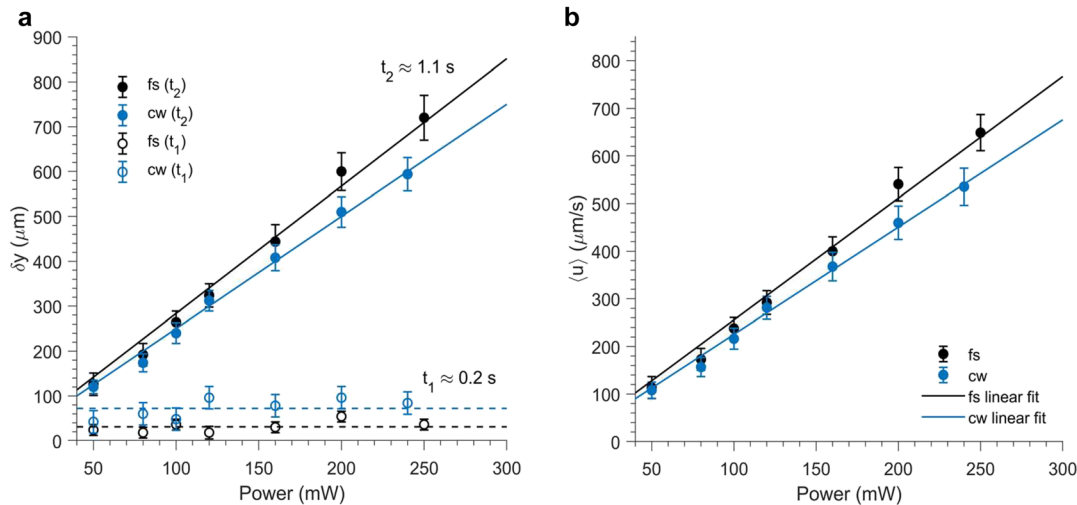 a
900
800
700
600
500
400
300
200
100
0
δy (μm)
fs (t2)
cw (t2)
fs (t1)
cw (t1)
t2 ≈ 1.1 s
t1 ≈ 0.2 s
50 100 150 200 250 300
Power (mW)
b
800
700
600
500
400
300
200
100
0
⟨u⟩ (μm/s)
fs
cw
fs linear fit
cw linear fit
50 100 150 200 250 300
Power (mW)